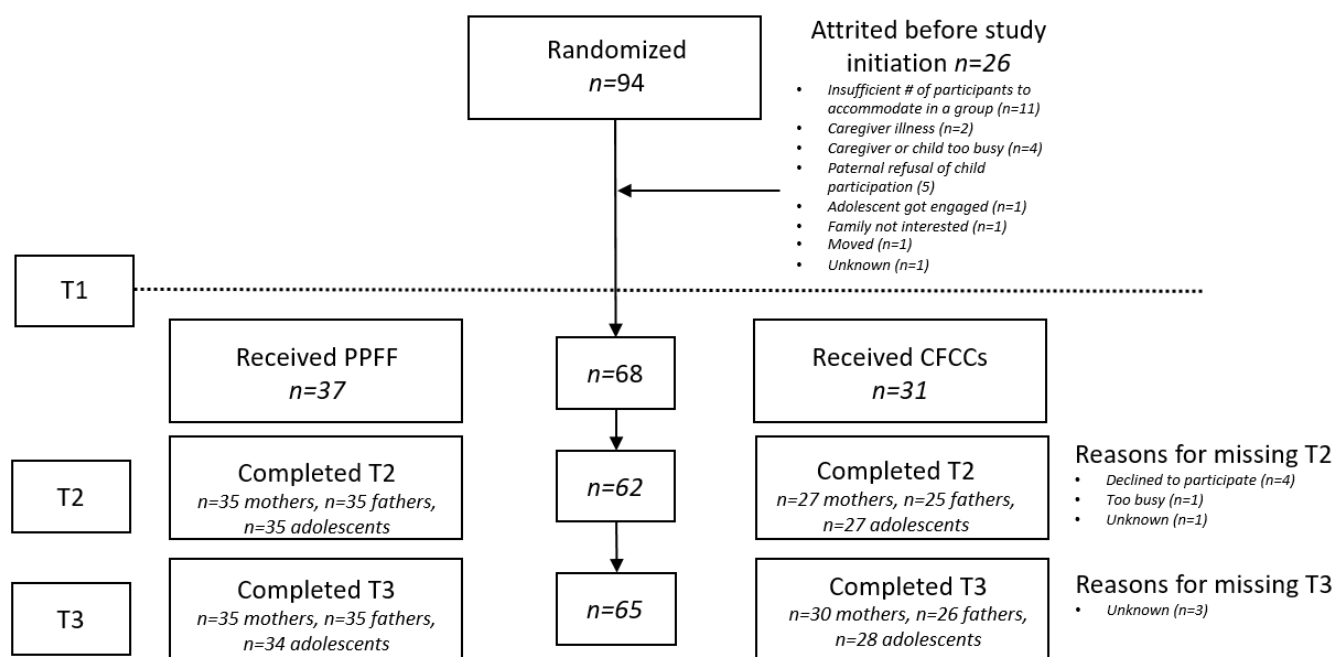 Randomized
n=94
Attrited before study
initiation n=26
• Insufficient # of participants to
accommodate in a group (n=11)
• Caregiver illness (n=2)
• Caregiver or child too busy (n=4)
• Paternal refusal of child
participation (5)
• Adolescent got engaged (n=1)
• Family not interested (n=1)
• Moved (n=1)
• Unknown (n=1)
T1
Received PPFF
n=37
n=68
Received CFCCs
n=31
T2
Completed T2
n=35 mothers, n=35 fathers,
n=35 adolescents
n=62
Completed T2
n=27 mothers, n=25 fathers,
n=27 adolescents
Reasons for missing T2
• Declined to participate (n=4)
• Too busy (n=1)
• Unknown (n=1)
T3
Completed T3
n=35 mothers, n=35 fathers,
n=34 adolescents
n=65
Completed T3
n=30 mothers, n=26 fathers,
n=28 adolescents
Reasons for missing T3
• Unknown (n=3)